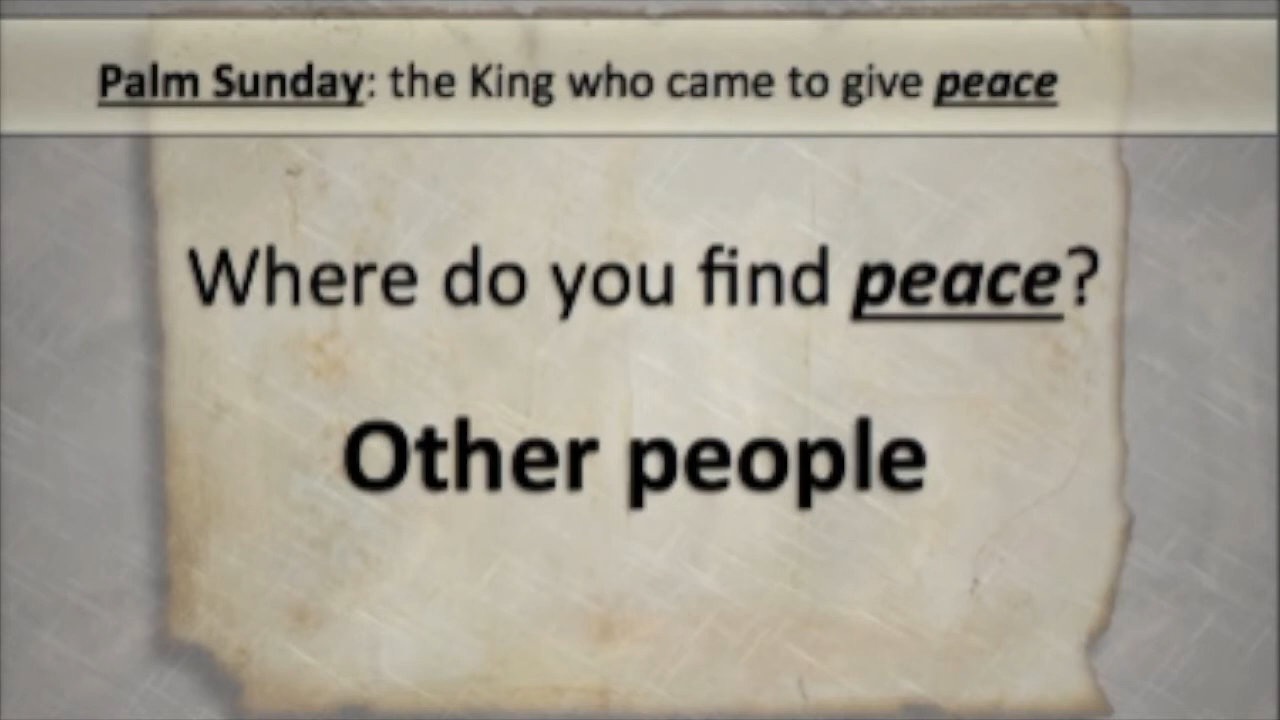 Palm Sunday: the King who came to give peace
Where do you find peace?
Other people